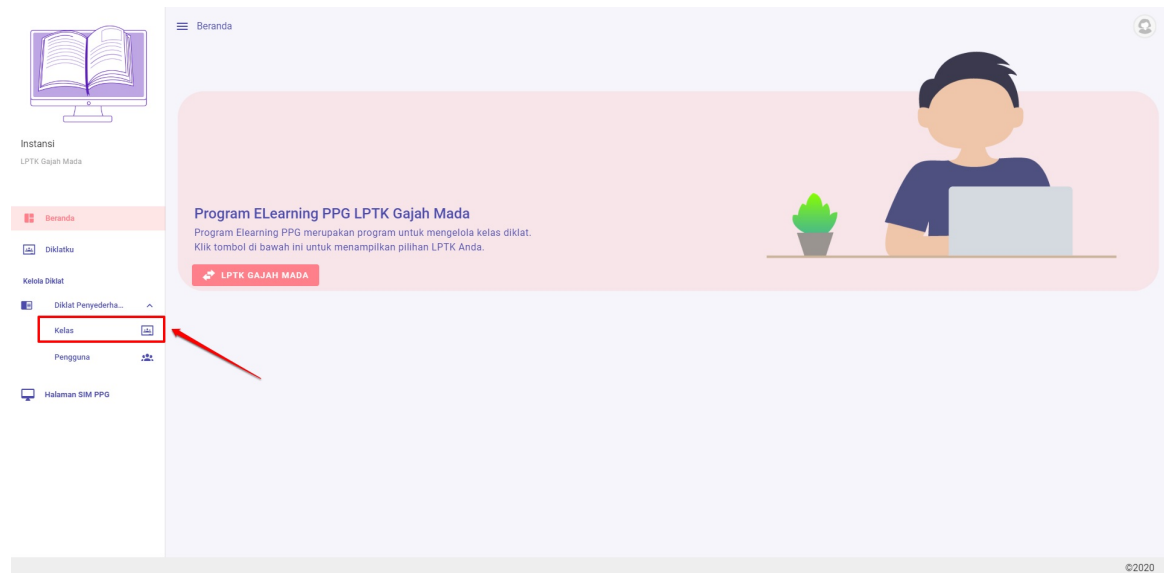 Beranda
Instansi
LPTK Gajah Mada
Beranda
Diklatku
Kelola Diklat
Diklat Penyederha...
Kelas
Pengguna
Halaman SIM PPG
Program ELearning PPG LPTK Gajah Mada
Program Elearning PPG merupakan program untuk mengelola kelas diklat.
Klik tombol di bawah ini untuk menampilkan pilihan LPTK Anda.
LPTK GAJAH MADA
©2020